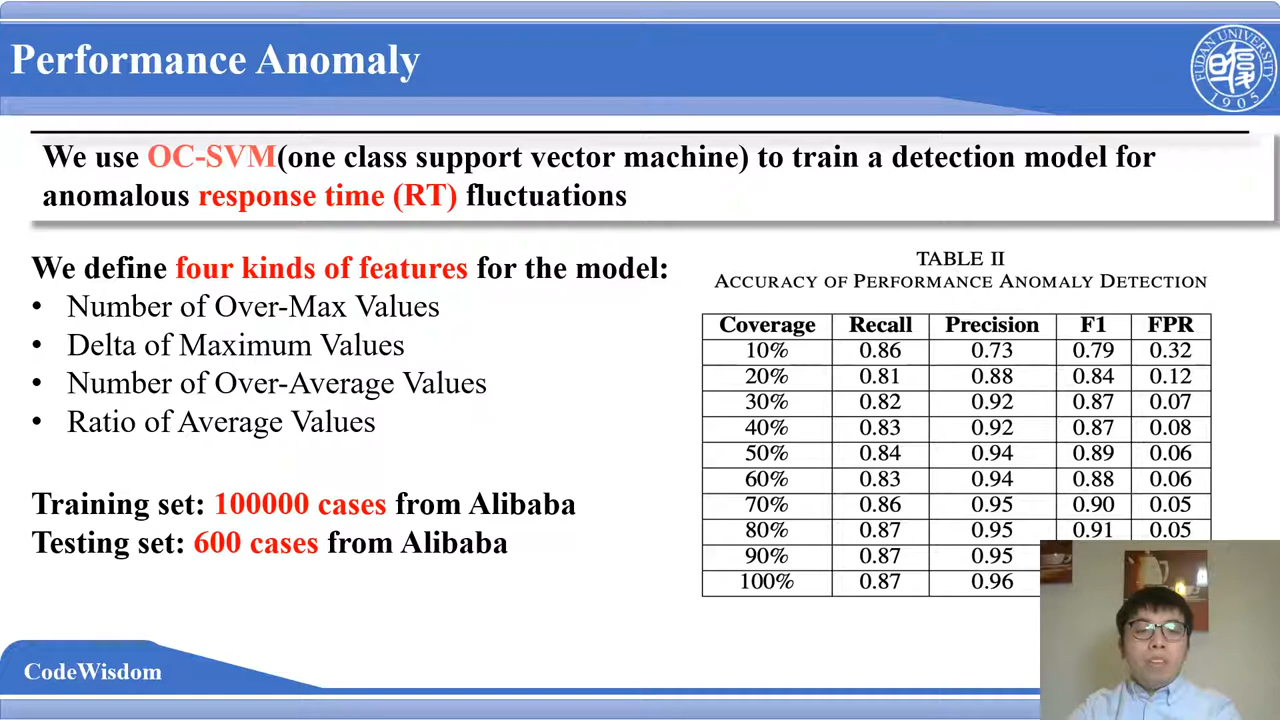 Performance Anomaly
FUDAN UNIVERSITY
1905
We use OC-SVM(one class support vector machine) to train a detection model for
anomalous response time (RT) fluctuations
We define four kinds of features for the model:
• Number of Over-Max Values
• Delta of Maximum Values
• Number of Over-Average Values
• Ratio of Average Values
Training set: 100000 cases from Alibaba
Testing set: 600 cases from Alibaba
TABLE II
ACCURACY OF PERFORMANCE ANOMALY DETECTION
Coverage Recall Precision F1 FPR
10% 0.86 0.73 0.79 0.32
20% 0.81 0.88 0.84 0.12
30% 0.82 0.92 0.87 0.07
40% 0.83 0.92 0.87 0.08
50% 0.84 0.94 0.89 0.06
60% 0.83 0.94 0.88 0.06
70% 0.86 0.95 0.90 0.05
80% 0.87 0.95 0.91 0.05
90% 0.87 0.95
100% 0.87 0.96
CodeWisdom